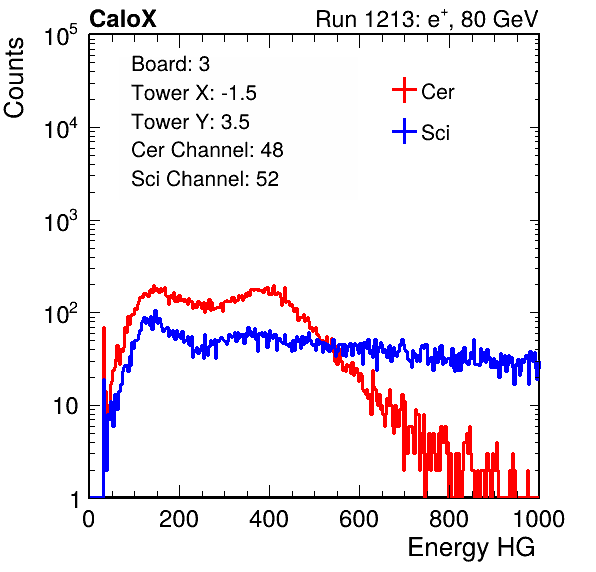 CaloX Run 1213: e⁺, 80 GeV
Counts
10⁵
10⁴
10³
10²
10
1
Board: 3
Tower X: -1.5
Tower Y: 3.5
Cer Channel: 48
Sci Channel: 52
Cer
Sci
0 200 400 600 800 1000
Energy HG